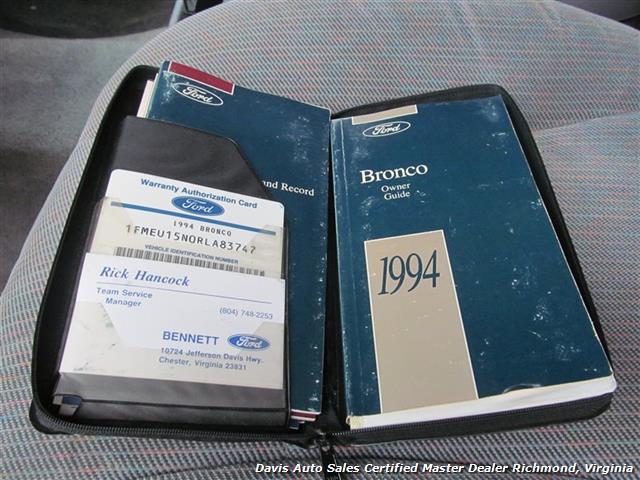 Ford
and Record
Warranty Authorization Card
Ford
1994 BRONCO
1FMEU15N0RLA83747
VEHICLE IDENTIFICATION NUMBER
Rick Hancock
Team Service
Manager
(804) 748-2253
BENNETT Ford
10724 Jefferson Davis Hwy.
Chester, Virginia 23831
Ford
Bronco
Owner
Guide
1994
Davis Auto Sales Certified Master Dealer Richmond, Virginia